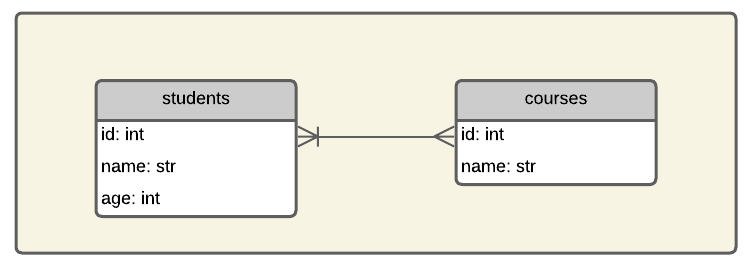 students
id: int
name: str
age: int
courses
id: int
name: str